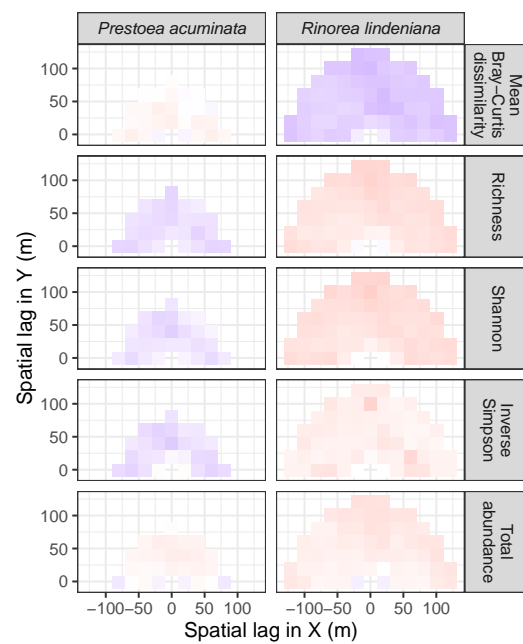 Prestoea acuminata
Rinorea lindeniana
Mean
Bray−Curtis
dissimilarity
Richness
Shannon
Inverse
Simpson
Total
abundance
Spatial lag in Y (m)
100
50
0
100
50
0
100
50
0
100
50
0
100
50
0
−100 −50 0 50 100
−100 −50 0 50 100
Spatial lag in X (m)